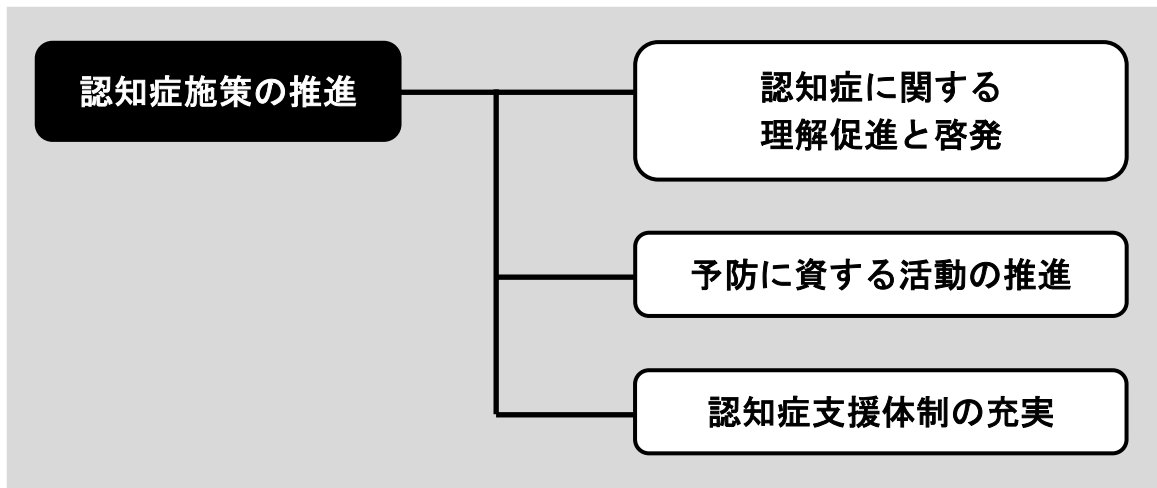 認知症施策の推進
認知症に関する
理解促進と啓発
予防に資する活動の推進
認知症支援体制の充実